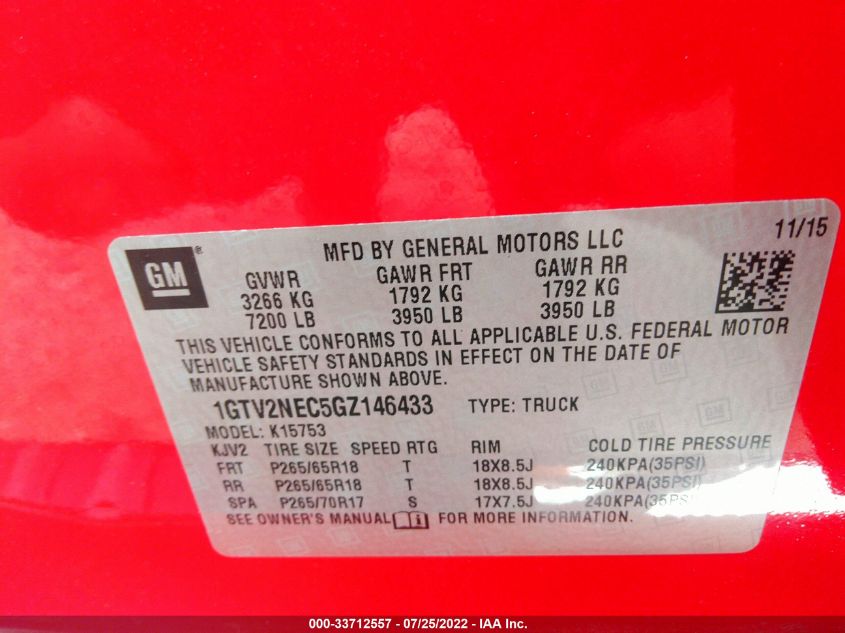 11/15
GM®
MFD BY GENERAL MOTORS LLC
GVWR GAWR FRT GAWR RR
3266 KG 1792 KG 1792 KG
7200 LB 3950 LB 3950 LB
THIS VEHICLE CONFORMS TO ALL APPLICABLE U.S. FEDERAL MOTOR
VEHICLE SAFETY STANDARDS IN EFFECT ON THE DATE OF
MANUFACTURE SHOWN ABOVE.
1GTV2NEC5GZ146433 TYPE: TRUCK
MODEL: K15753
KJV2 TIRE SIZE SPEED RTG RIM COLD TIRE PRESSURE
FRT P265/65R18 T 18X8.5J 240KPA(35PSI)
RR P265/65R18 T 18X8.5J 240KPA(35PSI)
SPA P265/70R17 S 17X7.5J 240KPA(35PSI)
SEE OWNER'S MANUAL FOR MORE INFORMATION.
000-33712557 - 07/25/2022 - IAA Inc.